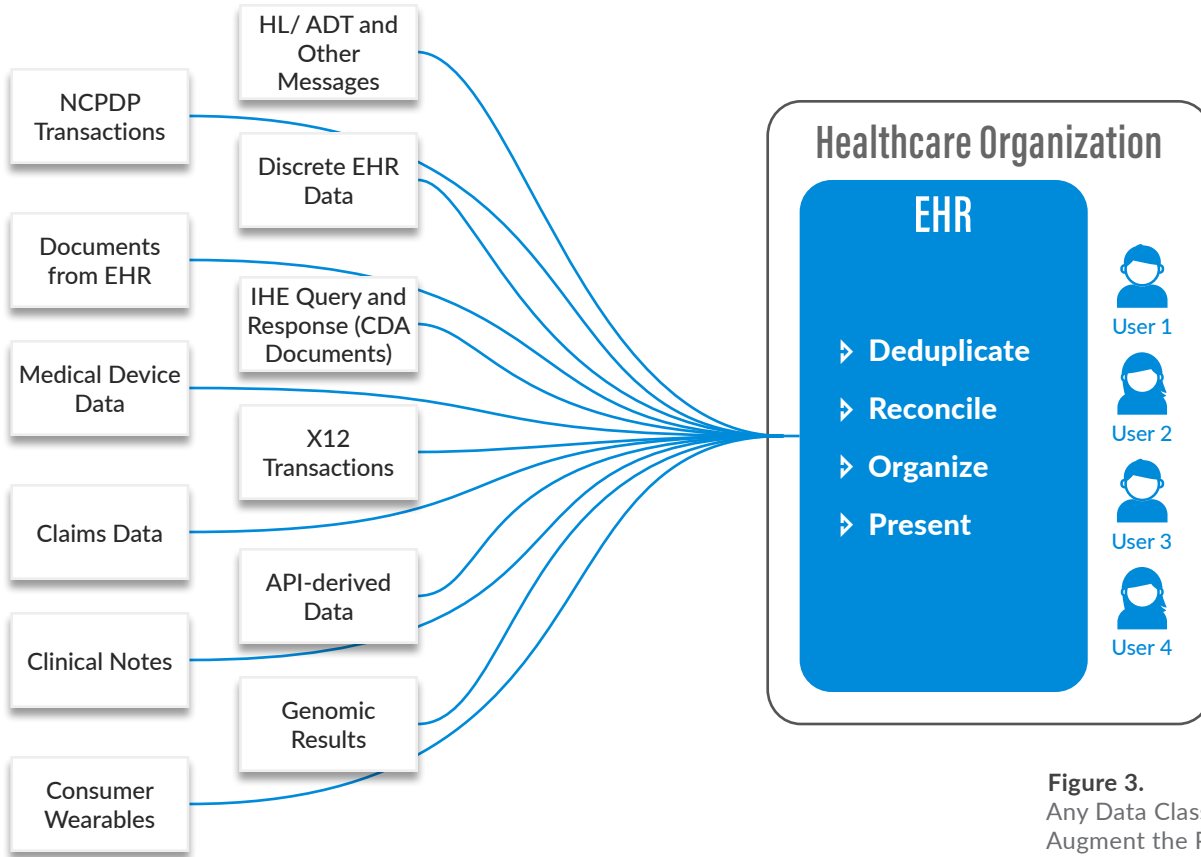 HL/ ADT and
Other
Messages
NCPDP
Transactions
Discrete EHR
Data
Documents
from EHR
IHE Query and
Response (CDA
Documents)
Medical Device
Data
X12
Transactions
Claims Data
API-derived
Data
Clinical Notes
Genomic
Results
Consumer
Wearables
Healthcare Organization
EHR
Deduplicate
Reconcile
Organize
Present
User 1
User 2
User 3
User 4
Figure 3.
Any Data Clas
Augment the